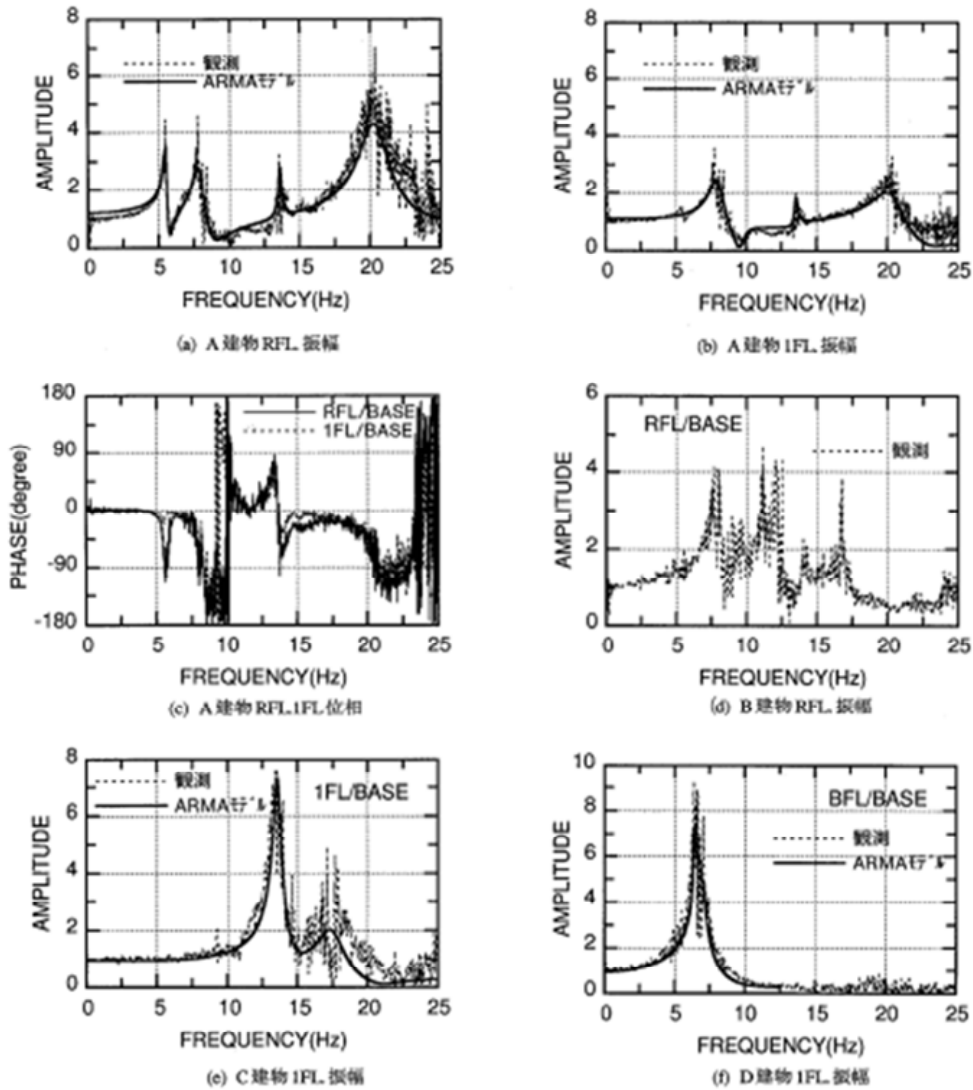 8
6
4
2
0
AMPLITUDE
観測
ARMAモデル
0 5 10 15 20 25
FREQUENCY(Hz)
(a) A建物RFL.振幅
8
6
4
2
0
AMPLITUDE
観測
ARMAモデル
0 5 10 15 20 25
FREQUENCY(Hz)
(b) A建物1FL.振幅
180
90
0
-90
-180
PHASE(degree)
RFL/BASE
1FL/BASE
0 5 10 15 20 25
FREQUENCY(Hz)
(c) A建物RFL.1FL位相
6
4
2
0
AMPLITUDE
RFL/BASE
観測
0 5 10 15 20 25
FREQUENCY(Hz)
(d) B建物RFL.振幅
8
6
4
2
0
AMPLITUDE
観測
ARMAモデル
1FL/BASE
0 5 10 15 20 25
FREQUENCY(Hz)
(e) C建物1FL.振幅
10
8
6
4
2
0
AMPLITUDE
BFL/BASE
観測
ARMAモデル
0 5 10 15 20 25
FREQUENCY(Hz)
(f) D建物1FL.振幅